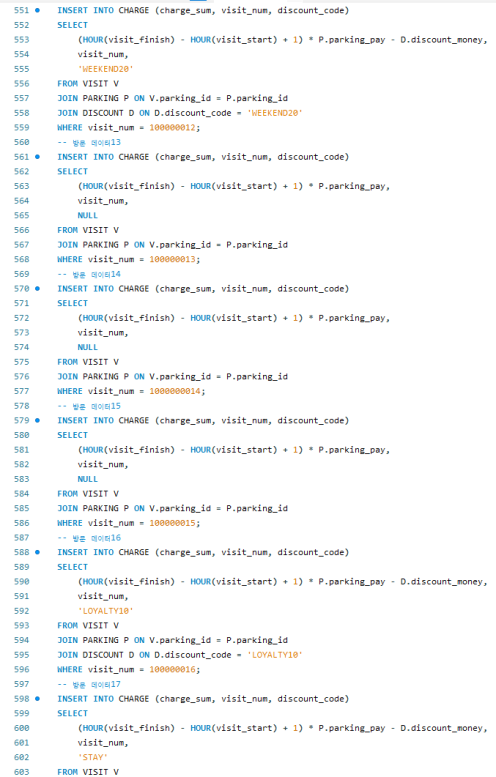 551 INSERT INTO CHARGE (charge_sum, visit_num, discount_code)
552 SELECT
553 (HOUR(visit_finish) - HOUR(visit_start) + 1) * P.parking_pay - D.discount_money,
554 visit_num,
555 'WEEKEND20'
556 FROM VISIT V
557 JOIN PARKING P ON V.parking_id = P.parking_id
558 JOIN DISCOUNT D ON D.discount_code = 'WEEKEND20'
559 WHERE visit_num = 100000012;
560 -- 방문 데이터13
561 INSERT INTO CHARGE (charge_sum, visit_num, discount_code)
562 SELECT
563 (HOUR(visit_finish) - HOUR(visit_start) + 1) * P.parking_pay,
564 visit_num,
565 NULL
566 FROM VISIT V
567 JOIN PARKING P ON V.parking_id = P.parking_id
568 WHERE visit_num = 100000013;
569 -- 방문 데이터14
570 INSERT INTO CHARGE (charge_sum, visit_num, discount_code)
571 SELECT
572 (HOUR(visit_finish) - HOUR(visit_start) + 1) * P.parking_pay,
573 visit_num,
574 NULL
575 FROM VISIT V
576 JOIN PARKING P ON V.parking_id = P.parking_id
577 WHERE visit_num = 1000000014;
578 -- 방문 데이터15
579 INSERT INTO CHARGE (charge_sum, visit_num, discount_code)
580 SELECT
581 (HOUR(visit_finish) - HOUR(visit_start) + 1) * P.parking_pay,
582 visit_num,
583 NULL
584 FROM VISIT V
585 JOIN PARKING P ON V.parking_id = P.parking_id
586 WHERE visit_num = 100000015;
587 -- 방문 데이터16
588 INSERT INTO CHARGE (charge_sum, visit_num, discount_code)
589 SELECT
590 (HOUR(visit_finish) - HOUR(visit_start) + 1) * P.parking_pay - D.discount_money,
591 visit_num,
592 'LOYALTY10'
593 FROM VISIT V
594 JOIN PARKING P ON V.parking_id = P.parking_id
595 JOIN DISCOUNT D ON D.discount_code = 'LOYALTY10'
596 WHERE visit_num = 100000016;
597 -- 방문 데이터17
598 INSERT INTO CHARGE (charge_sum, visit_num, discount_code)
599 SELECT
600 (HOUR(visit_finish) - HOUR(visit_start) + 1) * P.parking_pay - D.discount_money,
601 visit_num,
602 'STAY'
603 FROM VISIT V